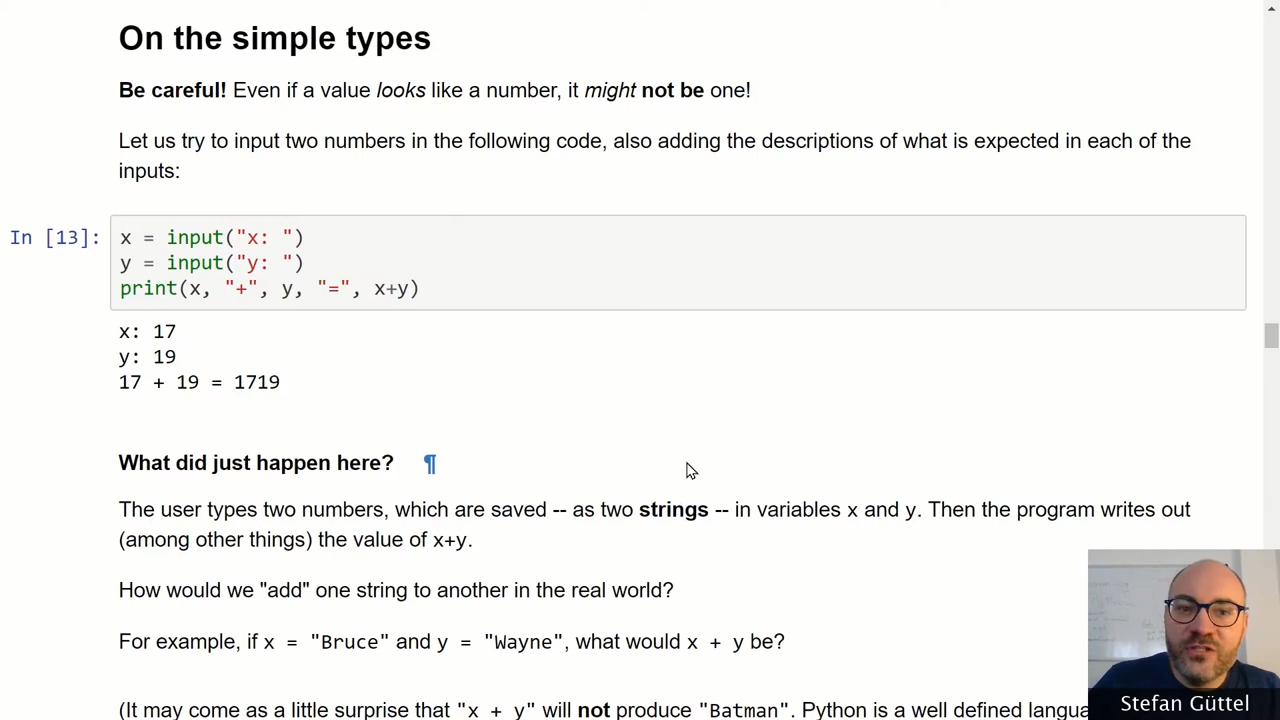 On the simple types
Be careful! Even if a value looks like a number, it might not be one!
Let us try to input two numbers in the following code, also adding the descriptions of what is expected in each of the
inputs:
In [13]:
x = input("x: ")
y = input("y: ")
print(x, "+", y, "=", x+y)
x: 17
y: 19
17 + 19 = 1719
What did just happen here? ¶
The user types two numbers, which are saved -- as two strings -- in variables x and y. Then the program writes out
(among other things) the value of x+y.
How would we "add" one string to another in the real world?
For example, if x = "Bruce" and y = "Wayne", what would x + y be?
(It may come as a little surprise that "x + y" will not produce "Batman". Python is a well defined
Stefan Güttel